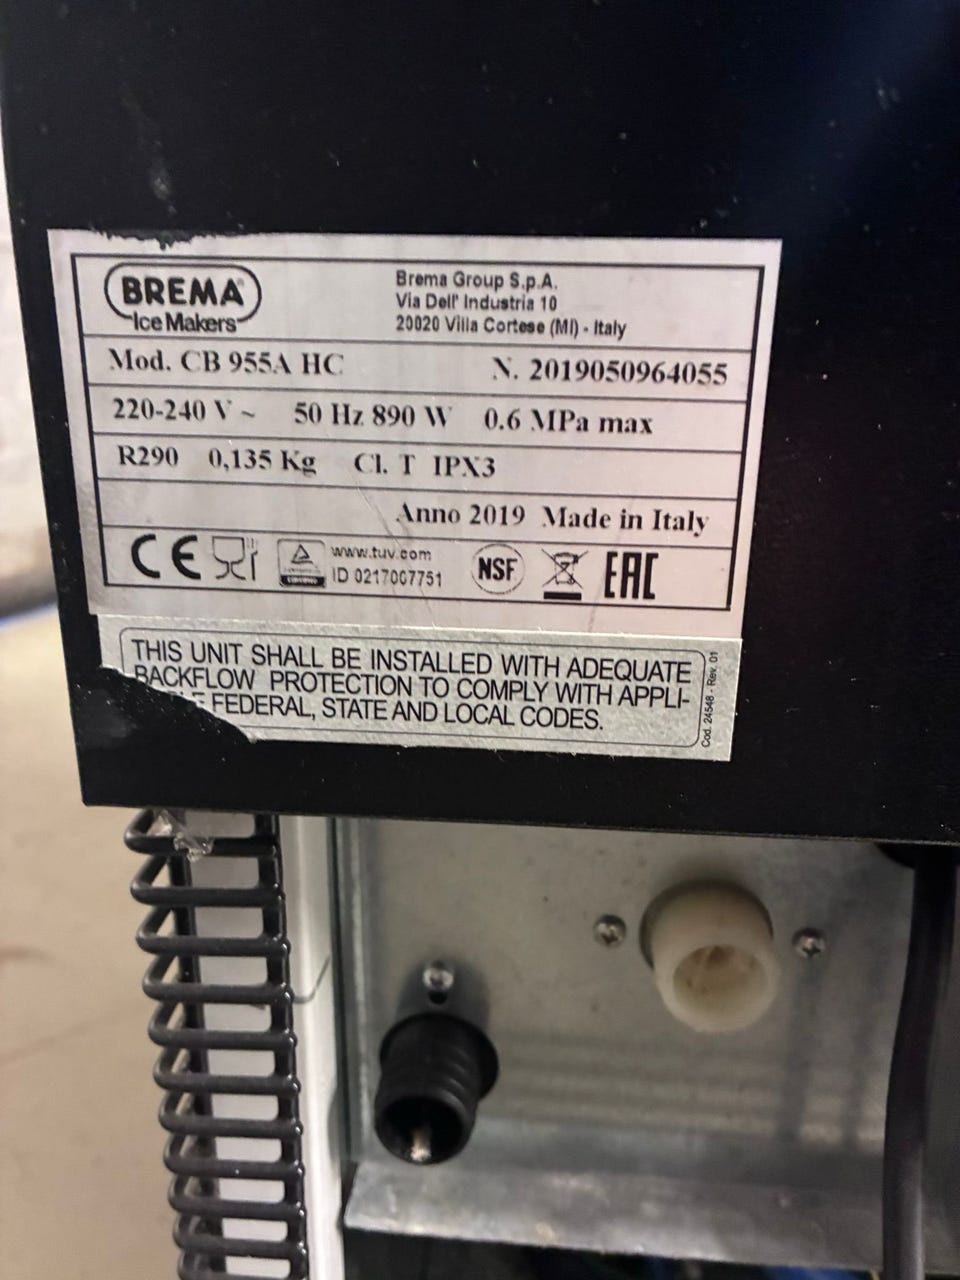 BREMA
Ice Makers
Brema Group S.p.A.
Via Dell' Industria 10
20020 Villa Cortese (MI) - Italy
Mod. CB 955A HC N. 2019050964055
220-240 V ~ 50 Hz 890 W 0.6 MPa max
R290 0,135 Kg Cl. T IPX3
Anno 2019 Made in Italy
CE
www.tuv.com
ID 0217007751
NSF
EAC
THIS UNIT SHALL BE INSTALLED WITH ADEQUATE
BACKFLOW PROTECTION TO COMPLY WITH APPLI-
FEDERAL, STATE AND LOCAL CODES.
Cod. 24548 - Rev. 01